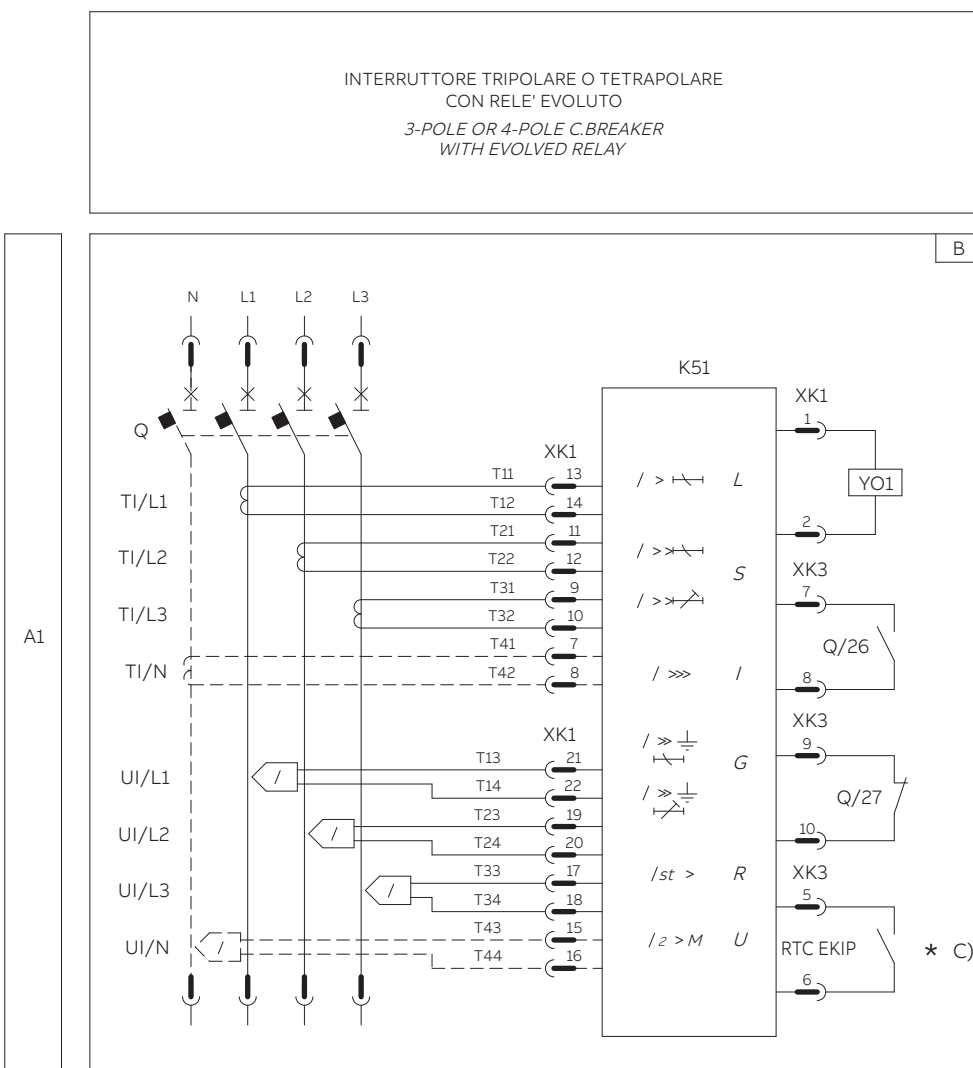 INTERRUTTORE TRIPOLARE O TETRAPOLARE
CON RELE' EVOLUTO
3-POLE OR 4-POLE C.BREAKER
WITH EVOLVED RELAY
A1
B
N L1 L2 L3
Q
K51
XK1
1
YO1
2
XK1
TI/L1
T11 13
T12 14
TI/L2
T21 11
T22 12
TI/L3
T31 9
T32 10
TI/N
T41 7
T42 8
XK1
UI/L1
T13 21
T14 22
UI/L2
T23 19
T24 20
UI/L3
T33 17
T34 18
UI/N
T43 15
T44 16
/ > L
/ >>
S
/ >>
/ >>> I
/ >>
G
/ >>
/st > R
/2 >M U
XK3
7
Q/26
8
XK3
9
Q/27
10
XK3
5
RTC EKIP
6
* C)